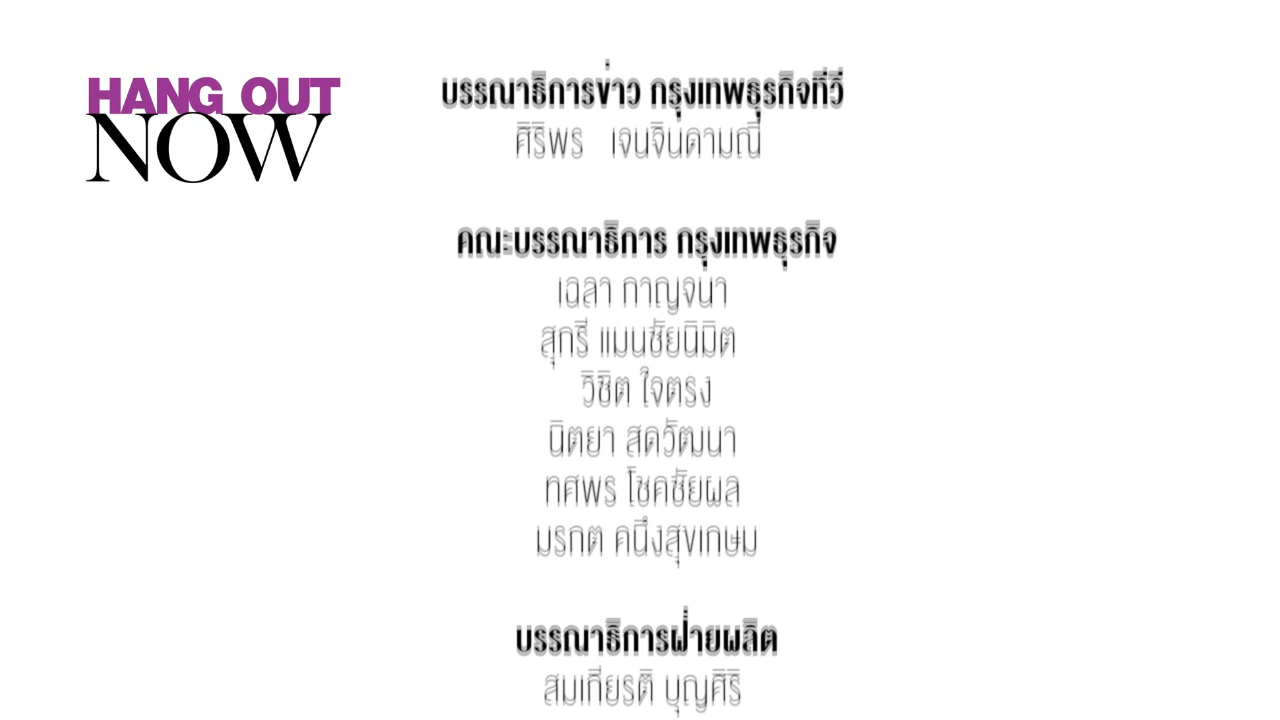 HANG OUT
NOW
บรรณาธิการข่าว กรุงเทพธุรกิจทีวี
ศิริพร เจนจินดามณี
คณะบรรณาธิการ กรุงเทพธุรกิจ
เฉลา กาญจนา
สุกรี แมนชัยนิมิต
วิชิต ใจตรง
นิตยา สดวัฒนา
ทศพร โชคชัยผล
มรกต คนึงสุขเกษม
บรรณาธิการฝ่ายผลิต
สมเกียรติ บุญศิริ